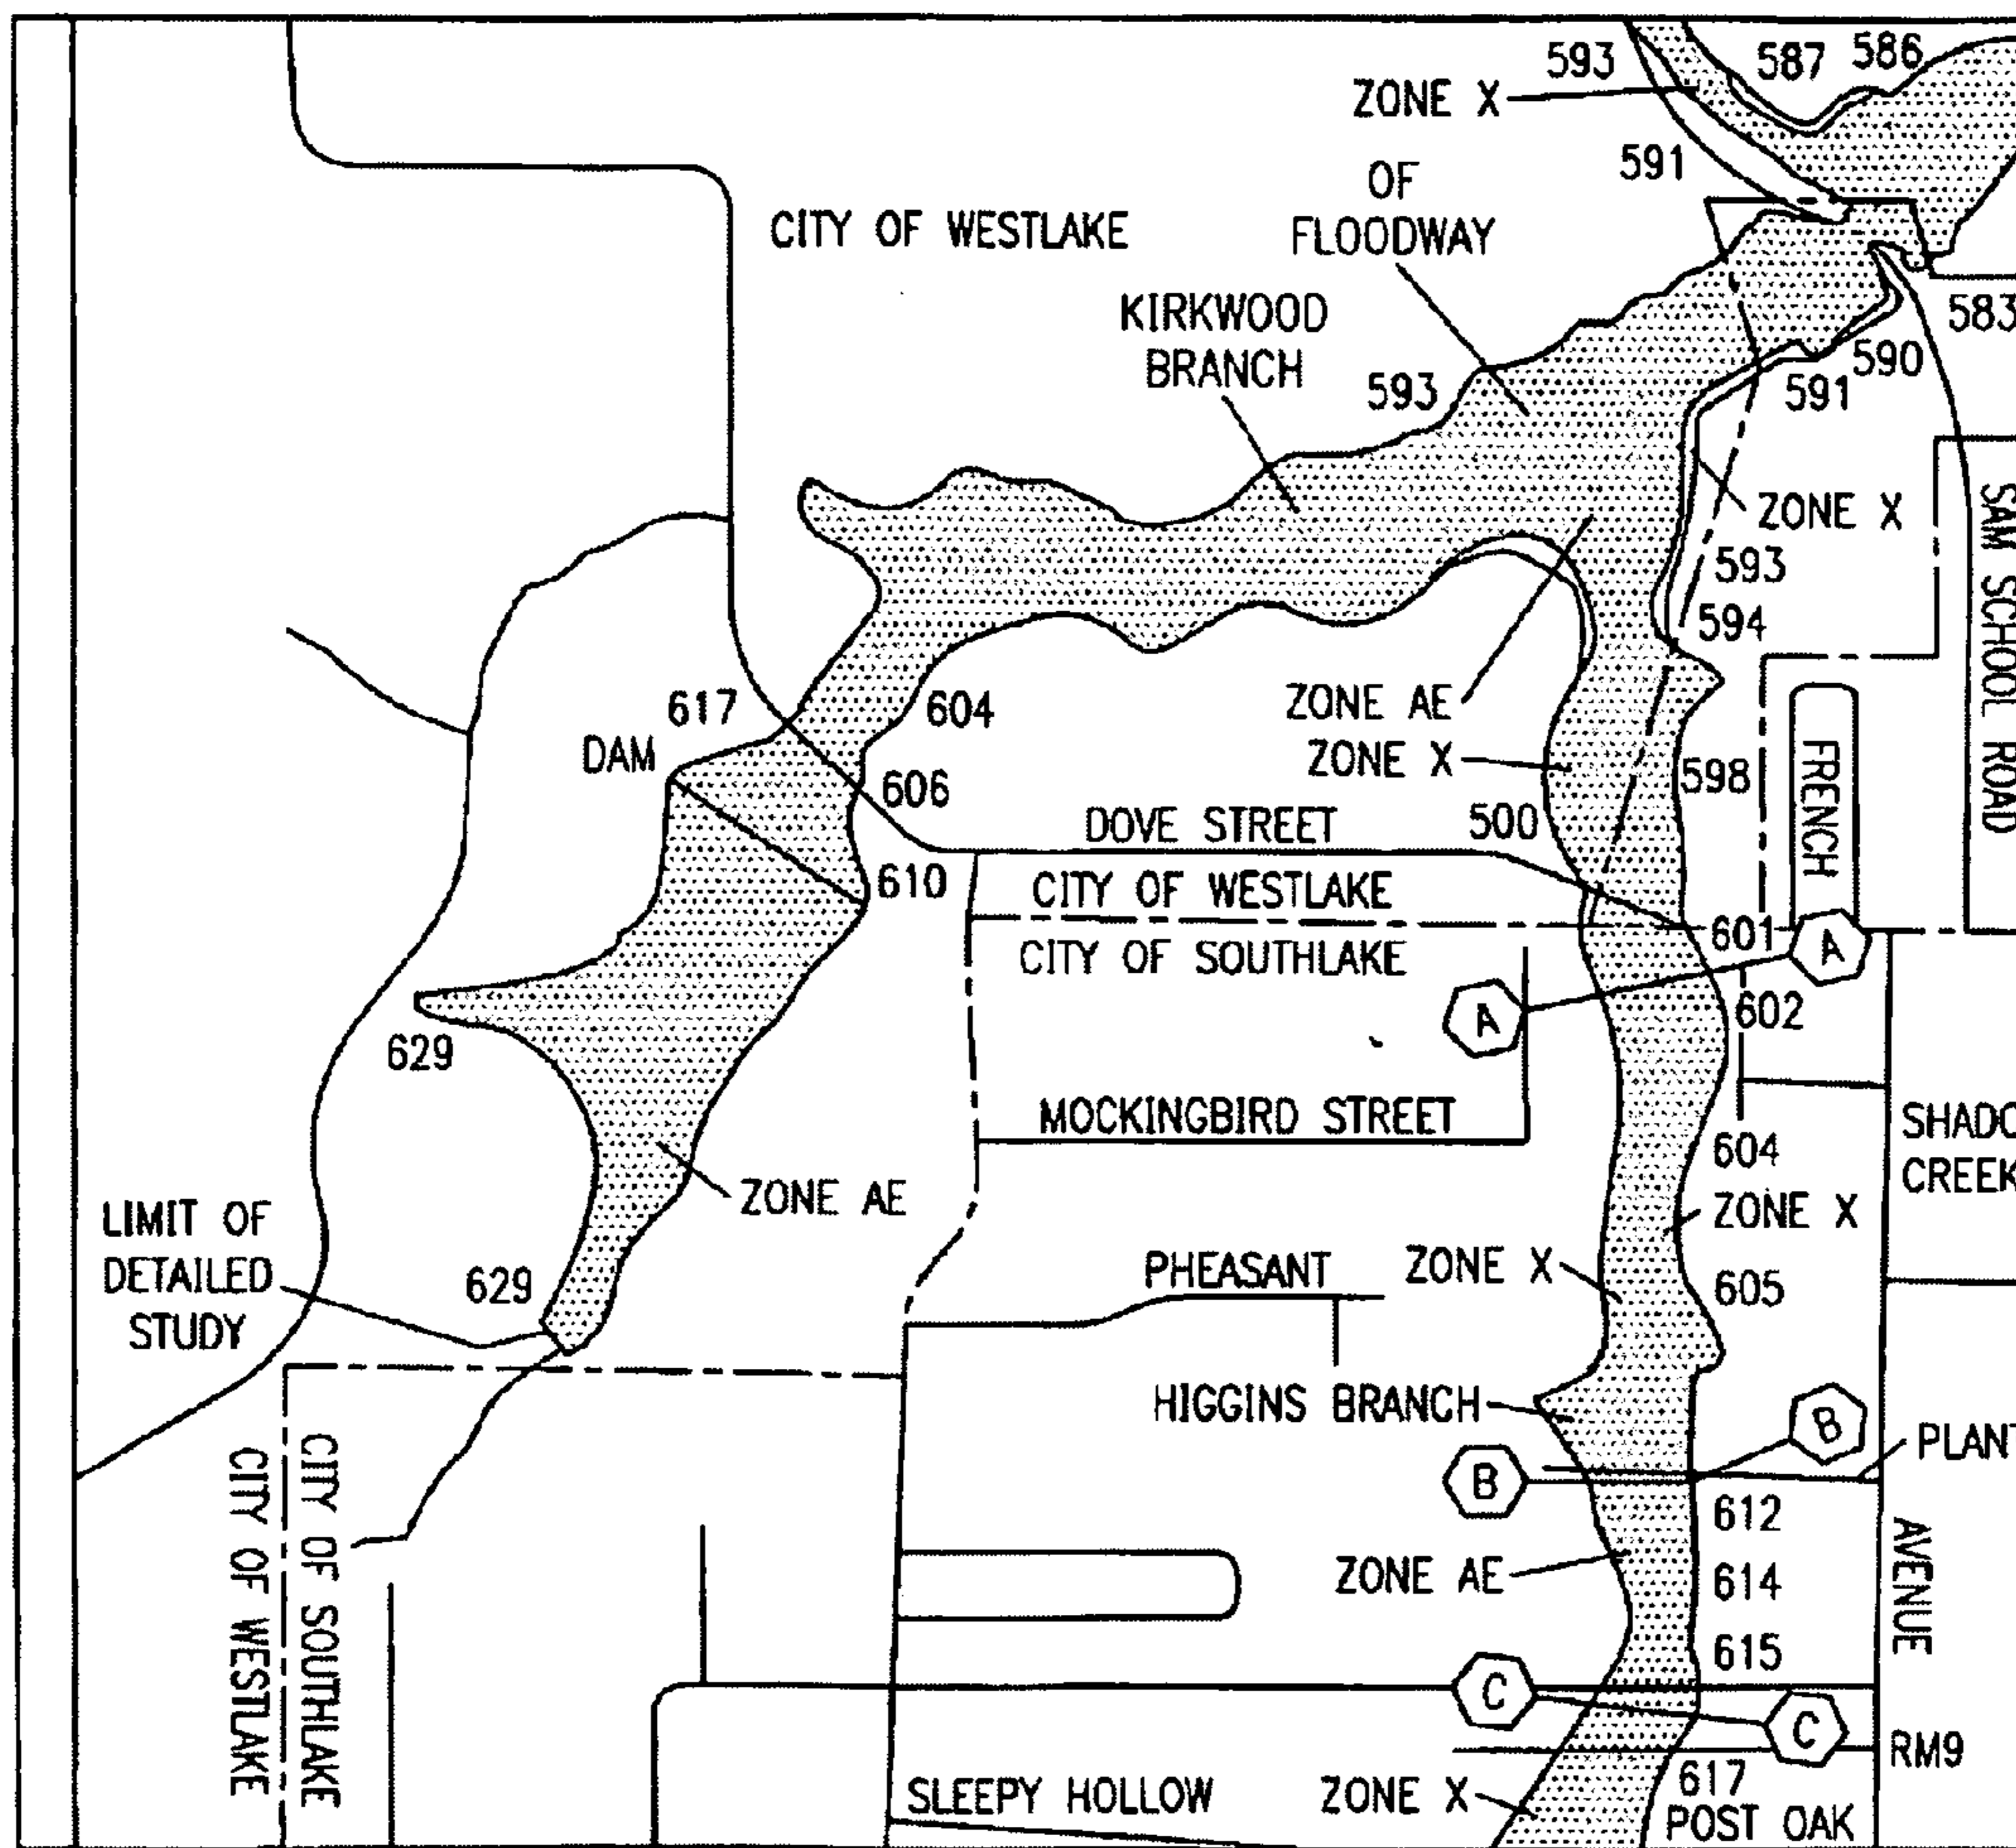 593
587
586
ZONE X
591
OF
FLOODWAY
CITY OF WESTLAKE
KIRKWOOD
BRANCH
583
593
590
591
ZONE X
SAM SCHOOL ROAD
593
594
617
604
ZONE AE
DAM
ZONE X
598
FRENCH
606
DOVE STREET
500
610
CITY OF WESTLAKE
601
A
CITY OF SOUTHLAKE
A
602
629
MOCKINGBIRD STREET
604
SHADO
CREEK
ZONE AE
ZONE X
LIMIT OF
DETAILED
STUDY
629
PHEASANT
ZONE X
605
HIGGINS BRANCH
B
PLANT
B
612
CITY OF SOUTHLAKE
CITY OF WESTLAKE
ZONE AE
614
AVENUE
615
C
C
RM9
617
SLEEPY HOLLOW
ZONE X
POST OAK